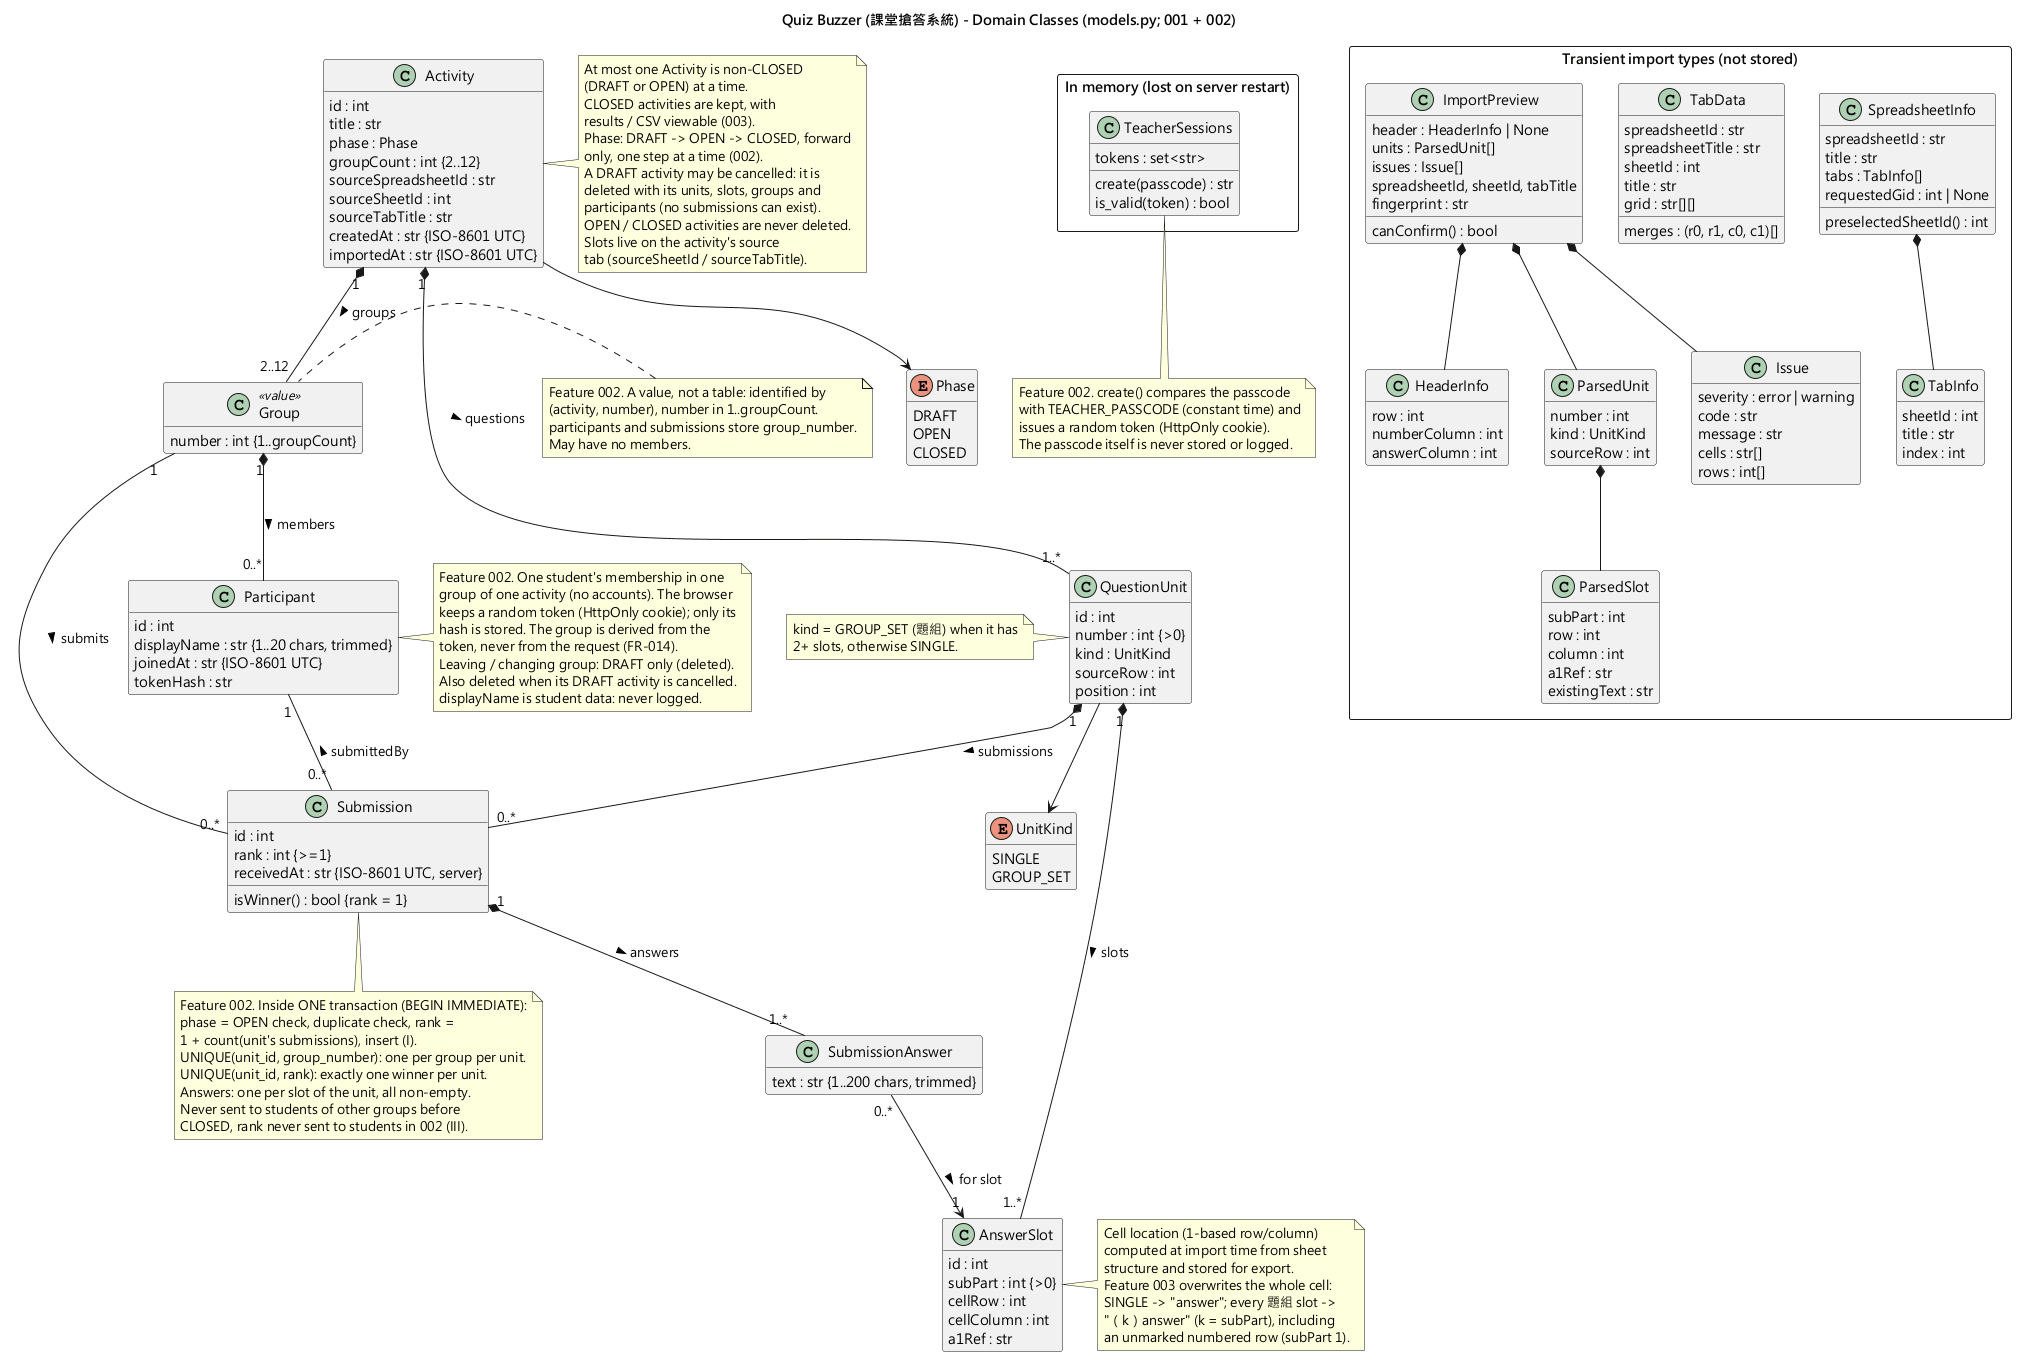 Quiz Buzzer (課堂搶答系統) - Domain Classes (models.py; 001 + 002)
Activity
id : int
title : str
phase : Phase
groupCount : int {2..12}
sourceSpreadsheetId : str
sourceSheetId : int
sourceTabTitle : str
createdAt : str {ISO-8601 UTC}
importedAt : str {ISO-8601 UTC}
At most one Activity is non-CLOSED
(DRAFT or OPEN) at a time.
CLOSED activities are kept, with
results / CSV viewable (003).
Phase: DRAFT -> OPEN -> CLOSED, forward
only, one step at a time (002).
A DRAFT activity may be cancelled: it is
deleted with its units, slots, groups and
participants (no submissions can exist).
OPEN / CLOSED activities are never deleted.
Slots live on the activity's source
tab (sourceSheetId / sourceTabTitle).
In memory (lost on server restart)
TeacherSessions
tokens : set<str>
create(passcode) : str
is_valid(token) : bool
Transient import types (not stored)
ImportPreview
header : HeaderInfo | None
units : ParsedUnit[]
issues : Issue[]
spreadsheetId, sheetId, tabTitle
fingerprint : str
canConfirm() : bool
TabData
spreadsheetId : str
spreadsheetTitle : str
sheetId : int
title : str
grid : str[][]
merges : (r0, r1, c0, c1)[]
SpreadsheetInfo
spreadsheetId : str
title : str
tabs : TabInfo[]
requestedGid : int | None
preselectedSheetId() : int
1
1
groups
2..12
questions
Group
«value»
number : int {1..groupCount}
Feature 002. A value, not a table: identified by
(activity, number), number in 1..groupCount.
participants and submissions store group_number.
May have no members.
Phase
DRAFT
OPEN
CLOSED
Feature 002. create() compares the passcode
with TEACHER_PASSCODE (constant time) and
issues a random token (HttpOnly cookie).
The passcode itself is never stored or logged.
HeaderInfo
row : int
numberColumn : int
answerColumn : int
ParsedUnit
number : int
kind : UnitKind
sourceRow : int
Issue
severity : error | warning
code : str
message : str
cells : str[]
rows : int[]
TabInfo
sheetId : int
title : str
index : int
1
1
members
0..*
1..*
submits
Participant
id : int
displayName : str {1..20 chars, trimmed}
joinedAt : str {ISO-8601 UTC}
tokenHash : str
Feature 002. One student's membership in one
group of one activity (no accounts). The browser
keeps a random token (HttpOnly cookie); only its
hash is stored. The group is derived from the
token, never from the request (FR-014).
Leaving / changing group: DRAFT only (deleted).
Also deleted when its DRAFT activity is cancelled.
displayName is student data: never logged.
kind = GROUP_SET (題組) when it has
2+ slots, otherwise SINGLE.
QuestionUnit
id : int
number : int {>0}
kind : UnitKind
sourceRow : int
position : int
ParsedSlot
subPart : int
row : int
column : int
a1Ref : str
existingText : str
1
1
1
submittedBy
submissions
0..*
0..*
0..*
Submission
id : int
rank : int {>=1}
receivedAt : str {ISO-8601 UTC, server}
isWinner() : bool {rank = 1}
UnitKind
SINGLE
GROUP_SET
1
answers
slots
1..*
Feature 002. Inside ONE transaction (BEGIN IMMEDIATE):
phase = OPEN check, duplicate check, rank =
1 + count(unit's submissions), insert (I).
UNIQUE(unit_id, group_number): one per group per unit.
UNIQUE(unit_id, rank): exactly one winner per unit.
Answers: one per slot of the unit, all non-empty.
Never sent to students of other groups before
CLOSED, rank never sent to students in 002 (III).
SubmissionAnswer
text : str {1..200 chars, trimmed}
0..*
for slot
1
1..*
AnswerSlot
id : int
subPart : int {>0}
cellRow : int
cellColumn : int
a1Ref : str
Cell location (1-based row/column)
computed at import time from sheet
structure and stored for export.
Feature 003 overwrites the whole cell:
SINGLE -> "answer"; every 題組 slot ->
" ( k ) answer" (k = subPart), including
an unmarked numbered row (subPart 1).